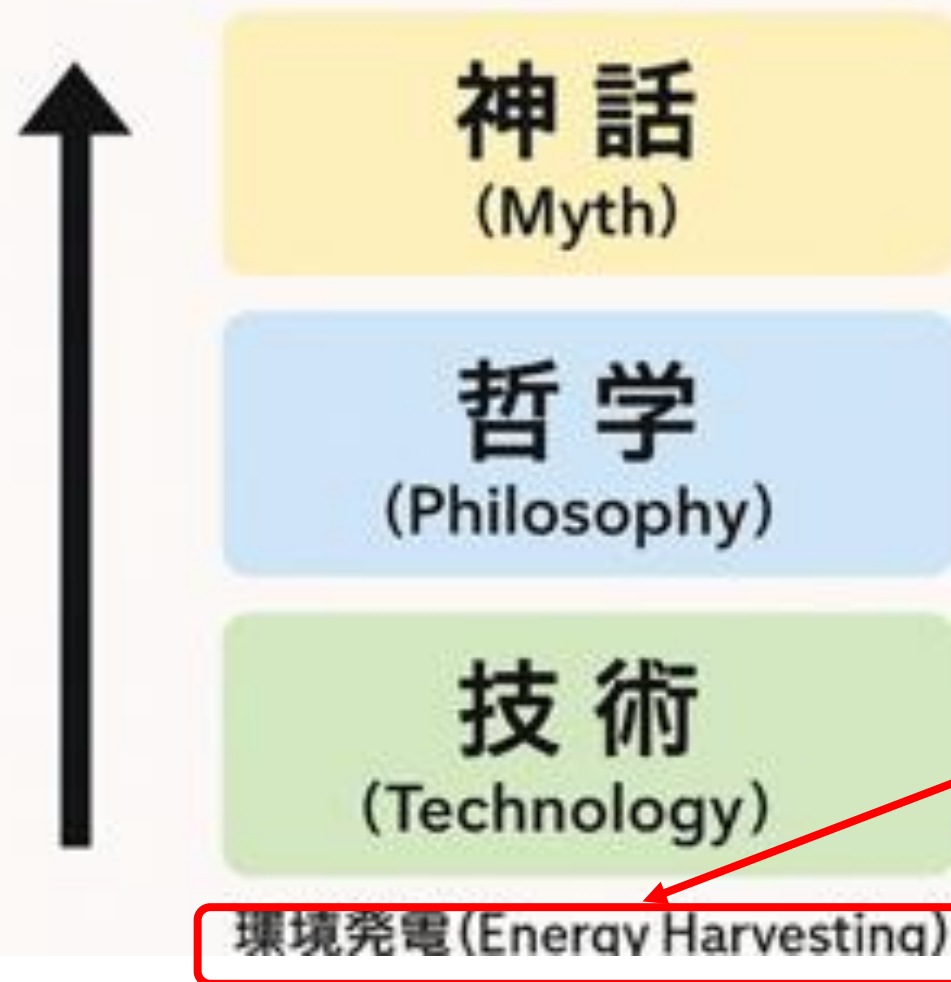 神話
(Myth)
哲学
(Philosophy)
技術
(Technology)
環境発電(Energy Harvesting)